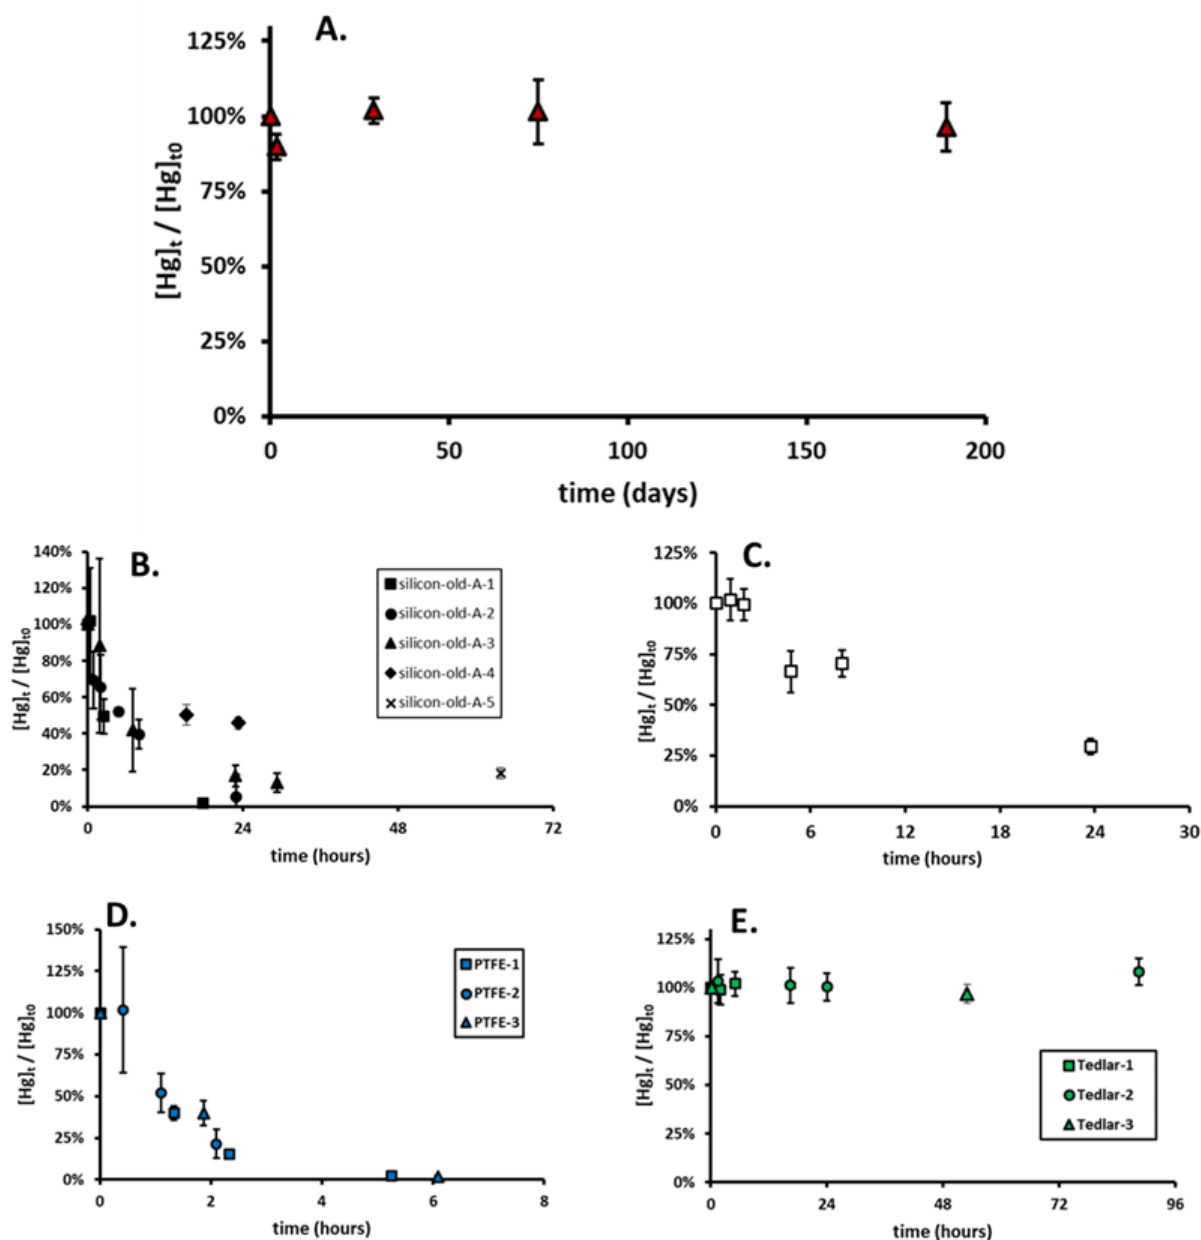 A.
125%
100%
75%
50%
25%
0%
[Hg]t / [Hg]t0
0 50 100 150 200
time (days)
B.
140%
120%
100%
80%
60%
40%
20%
0%
[Hg]t / [Hg]t0
silicon-old-A-1
silicon-old-A-2
silicon-old-A-3
silicon-old-A-4
silicon-old-A-5
0 24 48 72
time (hours)
C.
125%
100%
75%
50%
25%
0%
[Hg]t / [Hg]t0
0 6 12 18 24 30
time (hours)
D.
150%
125%
100%
75%
50%
25%
0%
[Hg]t / [Hg]t0
PTFE-1
PTFE-2
PTFE-3
0 2 4 6 8
time (hours)
E.
125%
100%
75%
50%
25%
0%
[Hg]t / [Hg]t0
Tedlar-1
Tedlar-2
Tedlar-3
0 24 48 72 96
time (hours)